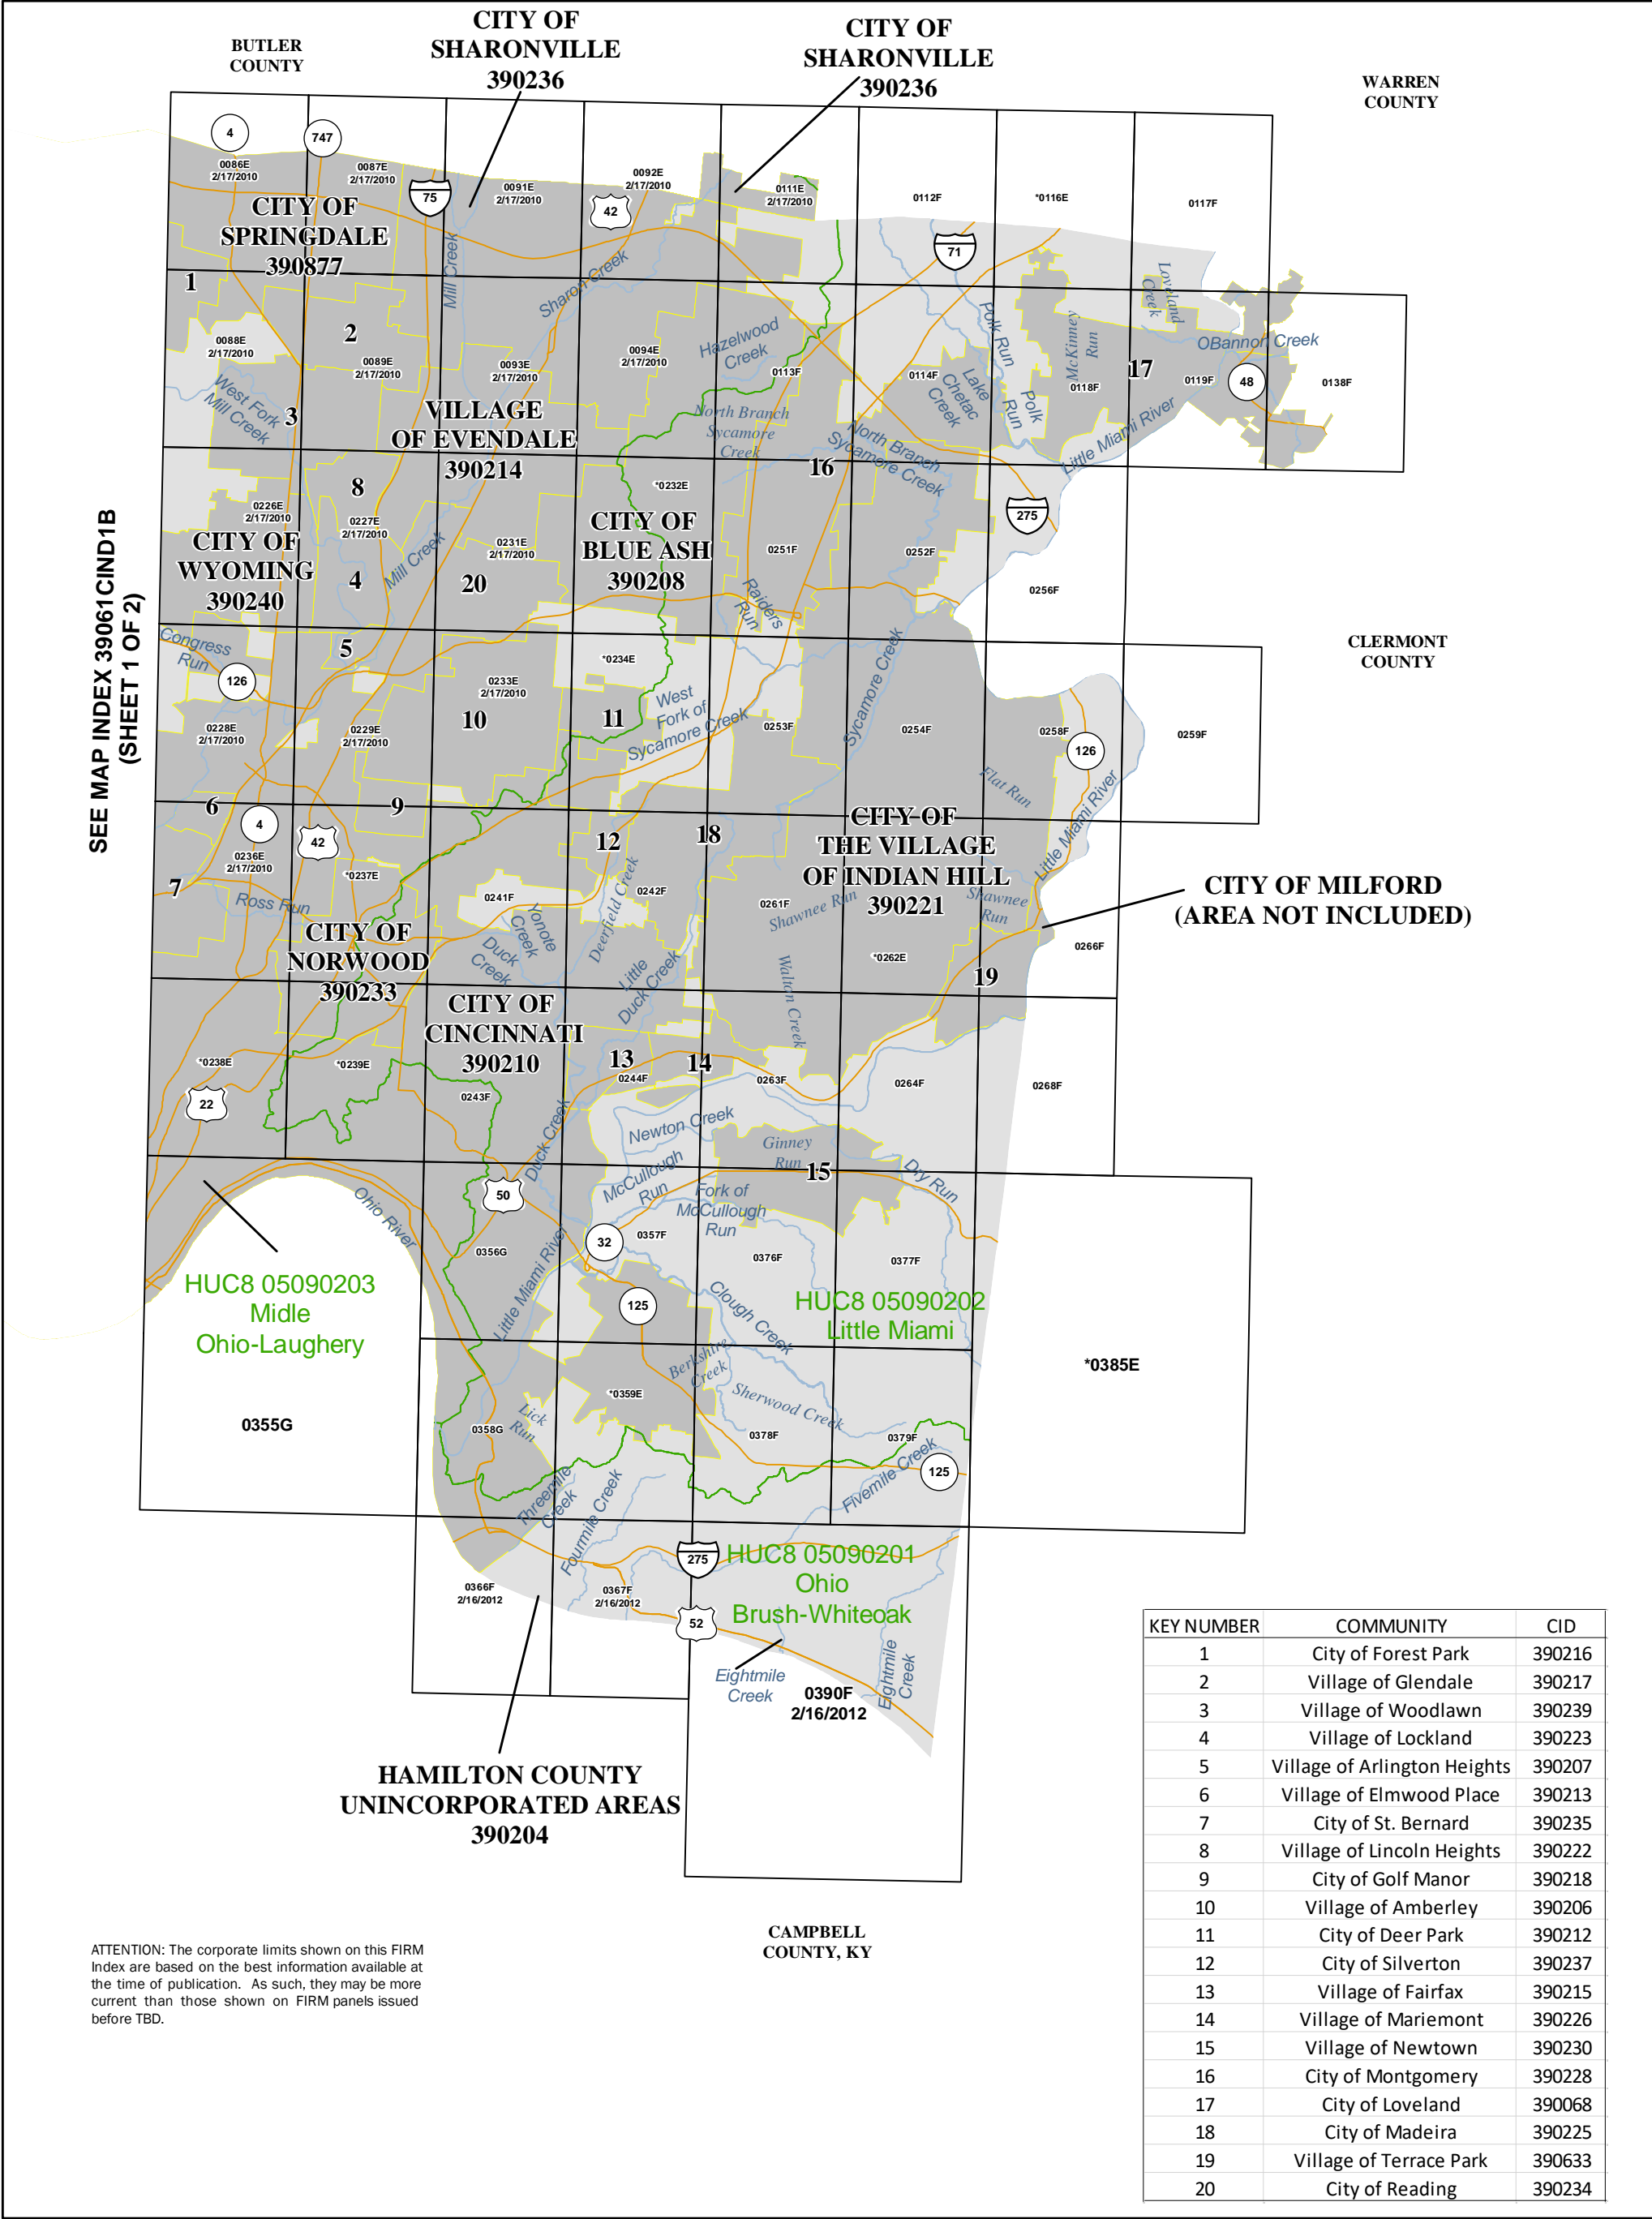 CITY OF
SHARONVILLE
390236
CITY OF
SHARONVILLE
390236
BUTLER
COUNTY
WARREN
COUNTY
4
747
0086E
2/17/2010
0087E
2/17/2010
75
0091E
2/17/2010
42
0092E
2/17/2010
0111E
2/17/2010
0112F
*0116E
0117F
CITY OF
SPRINGDALE
390877
71
Mill Creek
Sharon Creek
Loveland
Creek
1
2
0088E
2/17/2010
0089E
2/17/2010
0093E
2/17/2010
0094E
2/17/2010
Hazelwood
Creek
0113F
0114F
Polk Run
Lake
Chetac
Creek
Polk
Run
McKinney
Run
0118F
17
0119F
OBannon Creek
48
0138F
West Fork
Mill Creek
3
VILLAGE
OF EVENDALE
390214
North Branch
Sycamore
Creek
North Branch
Sycamore Creek
Little Miami River
16
8
*0232E
275
0226E
2/17/2010
0227E
2/17/2010
0231E
2/17/2010
CITY OF
BLUE ASH
390208
0251F
0252F
0256F
CITY OF
WYOMING
390240
4
Mill Creek
20
Raiders
Run
SEE MAP INDEX 39061CIND1B
(SHEET 1 OF 2)
CLERMONT
COUNTY
Congress
Run
5
126
*0234E
0233E
2/17/2010
10
11
West
Fork of
Sycamore Creek
Sycamore Creek
0228E
2/17/2010
0229E
2/17/2010
0253F
0254F
0258F
126
0259F
Flat Run
Little Miami River
6
9
4
42
12
18
CITY OF
THE VILLAGE
OF INDIAN HILL
390221
0236E
2/17/2010
*0237E
7
Ross Run
0241F
0242F
0261F
Yonote
Creek
Deerfield Creek
Shawnee Run
Shawnee
Run
CITY OF MILFORD
(AREA NOT INCLUDED)
CITY OF
NORWOOD
390233
Duck
Creek
Little
Duck Creek
Walton Creek
*0262E
0266F
19
CITY OF
CINCINNATI
390210
*0238E
*0239E
13
0244F
14
0263F
0264F
0268F
22
0243F
Duck Creek
Newton Creek
Ginney
Run
15
McCullough
Run
Dry Run
50
Fork of
McCullough
Run
Ohio River
32
0356G
0357F
0376F
0377F
HUC8 05090203
Midle
Ohio-Laughery
Little Miami River
125
Clough Creek
HUC8 05090202
Little Miami
Berkshire
Creek
*0385E
*0359E
Sherwood Creek
0355G
Lick
Run
0358G
0378F
0379F
125
Fivemile Creek
Threemile
Creek
Fourmile Creek
275
HUC8 05090201
Ohio
Brush-Whiteoak
0366F
2/16/2012
0367F
2/16/2012
52
Eightmile
Creek
Eightmile
Creek
0390F
2/16/2012
HAMILTON COUNTY
UNINCORPORATED AREAS
390204
CAMPBELL
COUNTY, KY
ATTENTION: The corporate limits shown on this FIRM
Index are based on the best information available at
the time of publication. As such, they may be more
current than those shown on FIRM panels issued
before TBD.
KEY NUMBER COMMUNITY CID
1 City of Forest Park 390216
2 Village of Glendale 390217
3 Village of Woodlawn 390239
4 Village of Lockland 390223
5 Village of Arlington Heights 390207
6 Village of Elmwood Place 390213
7 City of St. Bernard 390235
8 Village of Lincoln Heights 390222
9 City of Golf Manor 390218
10 Village of Amberley 390206
11 City of Deer Park 390212
12 City of Silverton 390237
13 Village of Fairfax 390215
14 Village of Mariemont 390226
15 Village of Newtown 390230
16 City of Montgomery 390228
17 City of Loveland 390068
18 City of Madeira 390225
19 Village of Terrace Park 390633
20 City of Reading 390234